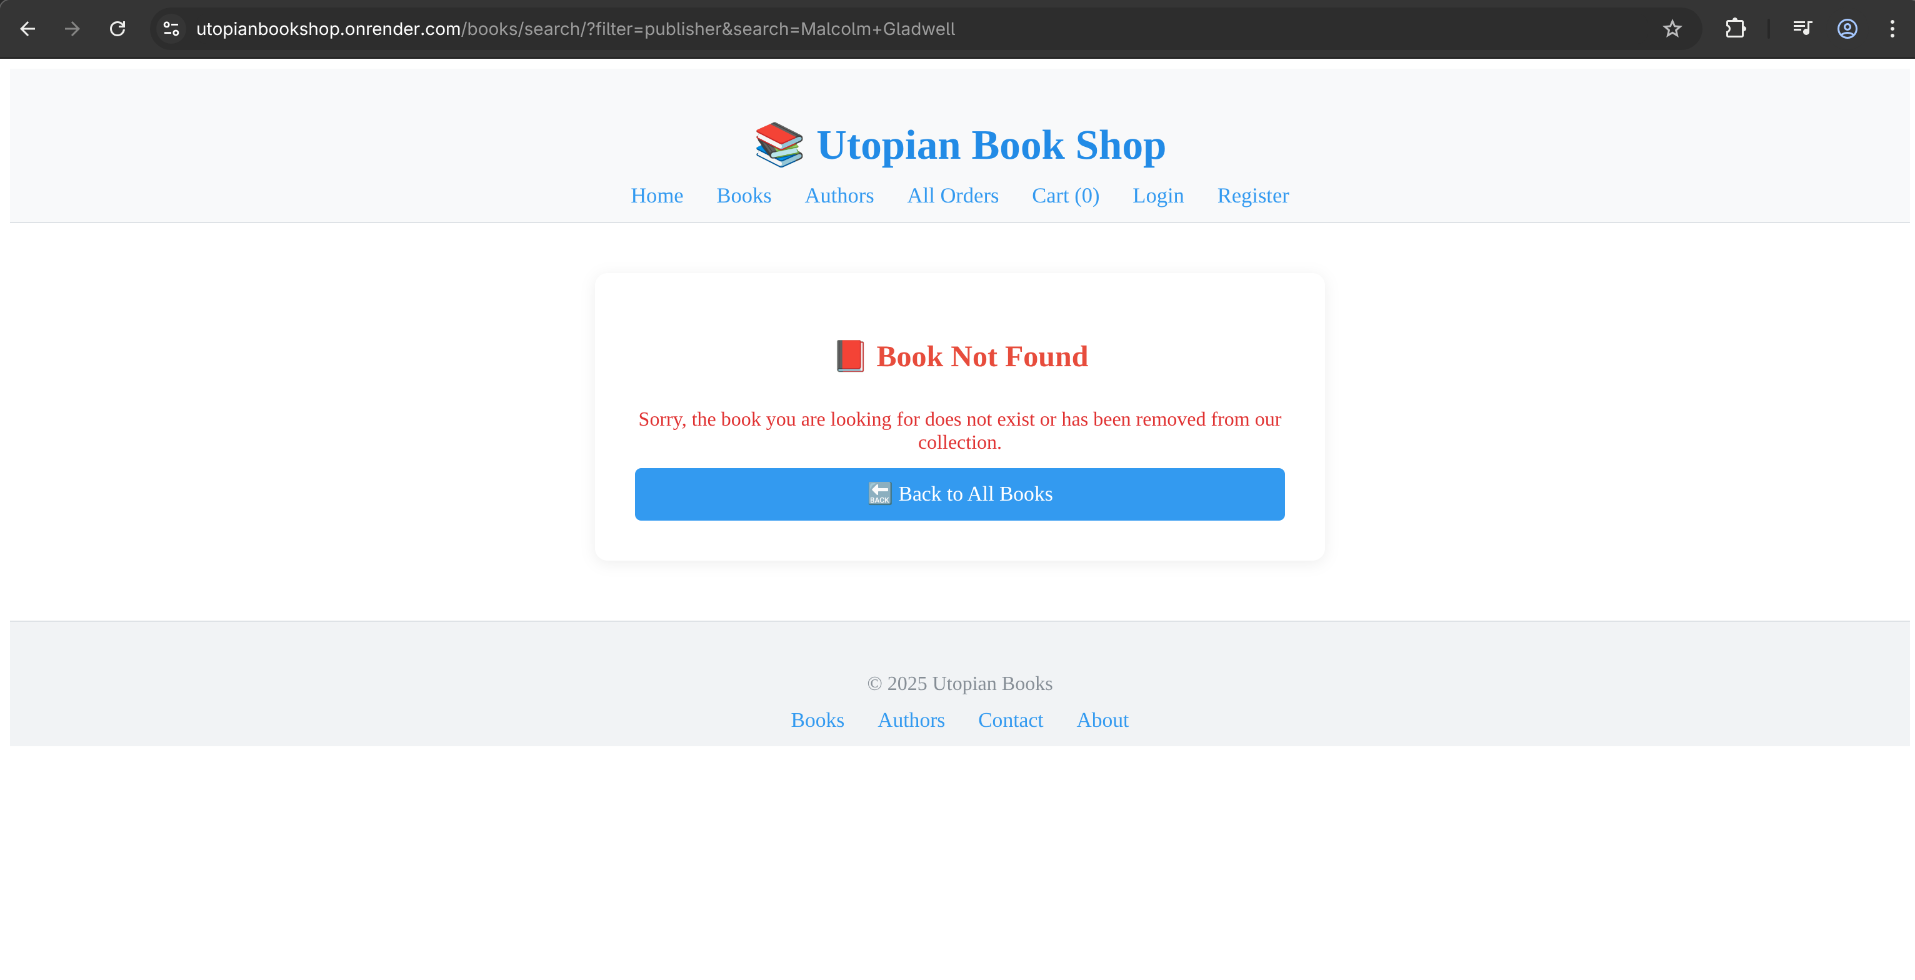 utopianbookshop.onrender.com/books/search/?filter=publisher&search=Malcolm+Gladwell
📚 Utopian Book Shop
Home Books Authors All Orders Cart (0) Login Register
📕 Book Not Found
Sorry, the book you are looking for does not exist or has been removed from our
collection.
🔙 Back to All Books
© 2025 Utopian Books
Books Authors Contact About